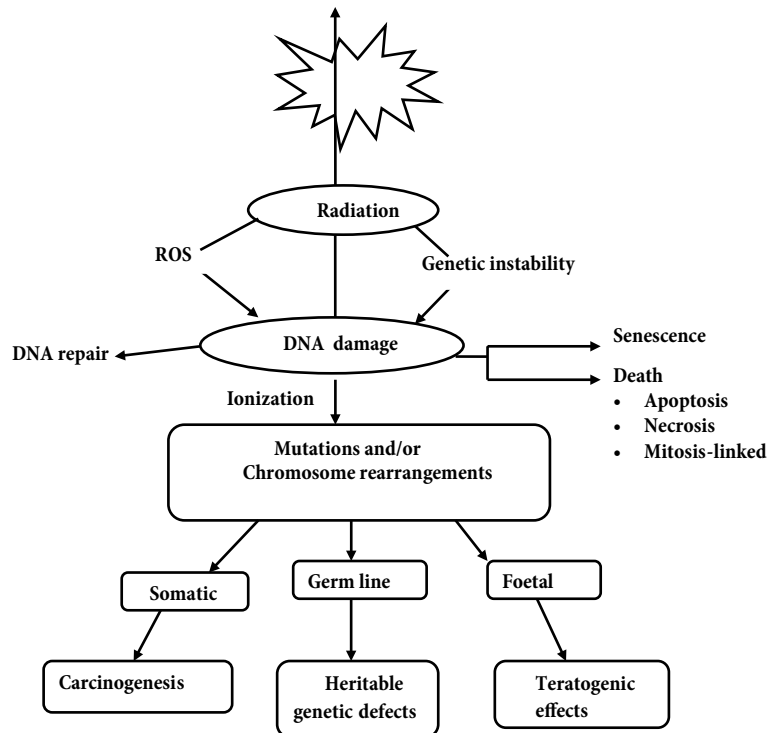 Radiation
ROS
Genetic instability
DNA damage
DNA repair
Senescence
Death
• Apoptosis
• Necrosis
• Mitosis-linked
Ionization
Mutations and/or
Chromosome rearrangements
Somatic
Germ line
Foetal
Carcinogenesis
Heritable
genetic defects
Teratogenic
effects